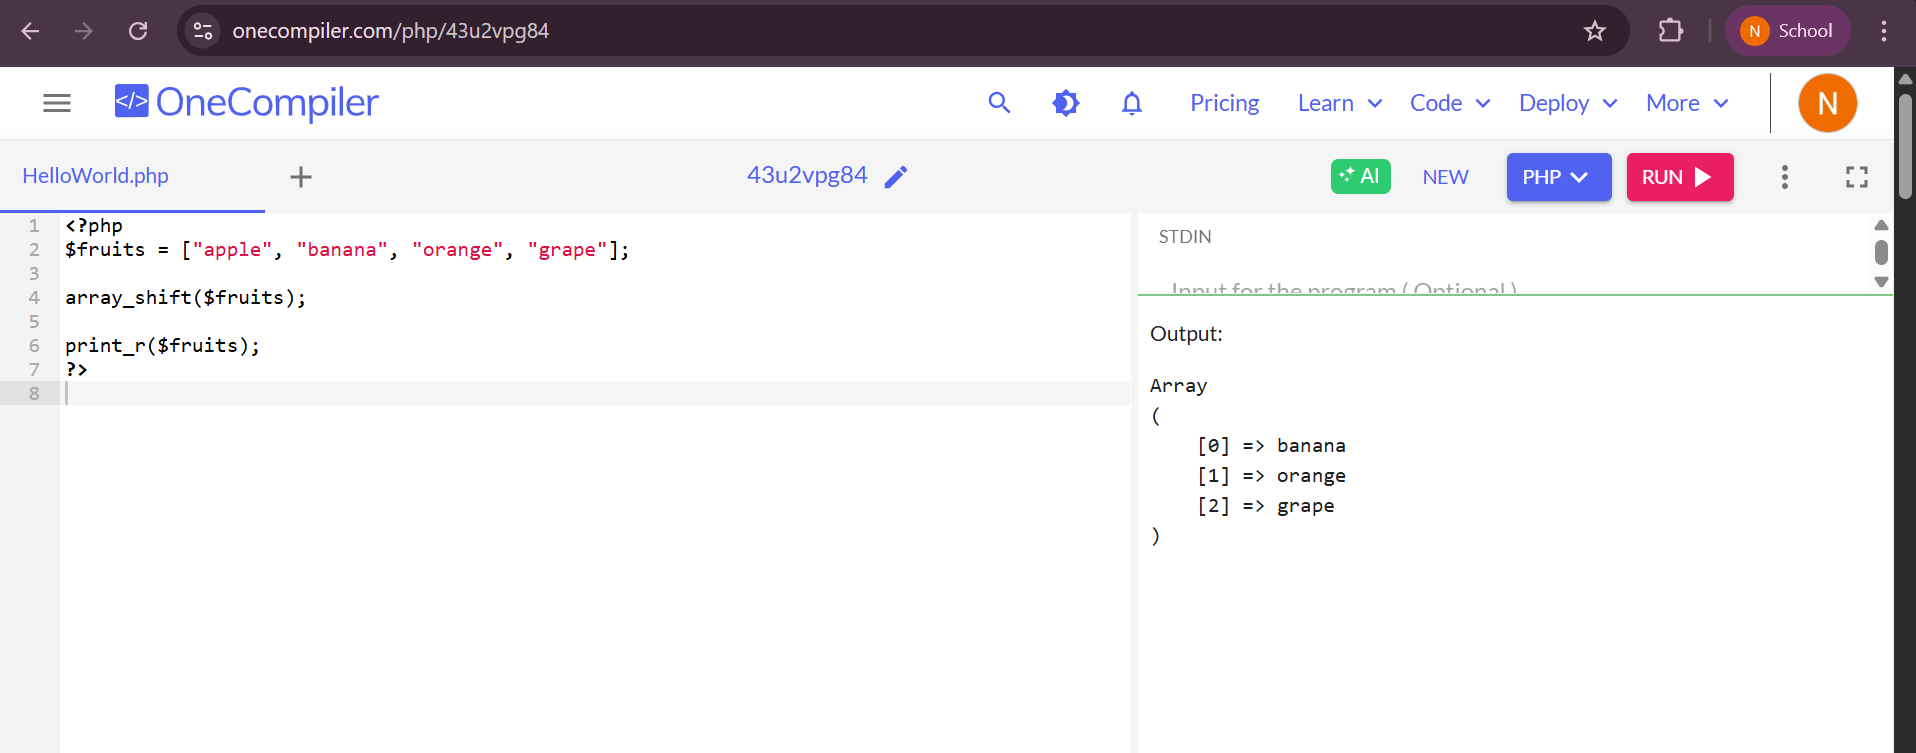 onecompiler.com/php/43u2vpg84
N School
</> OneCompiler
Pricing Learn Code Deploy More
N
HelloWorld.php
43u2vpg84
AI NEW PHP RUN
1 <?php
2 $fruits = ["apple", "banana", "orange", "grape"];
3
4 array_shift($fruits);
5
6 print_r($fruits);
7 ?>
8
STDIN
Input for the program ( Optional )
Output:
Array
(
[0] => banana
[1] => orange
[2] => grape
)